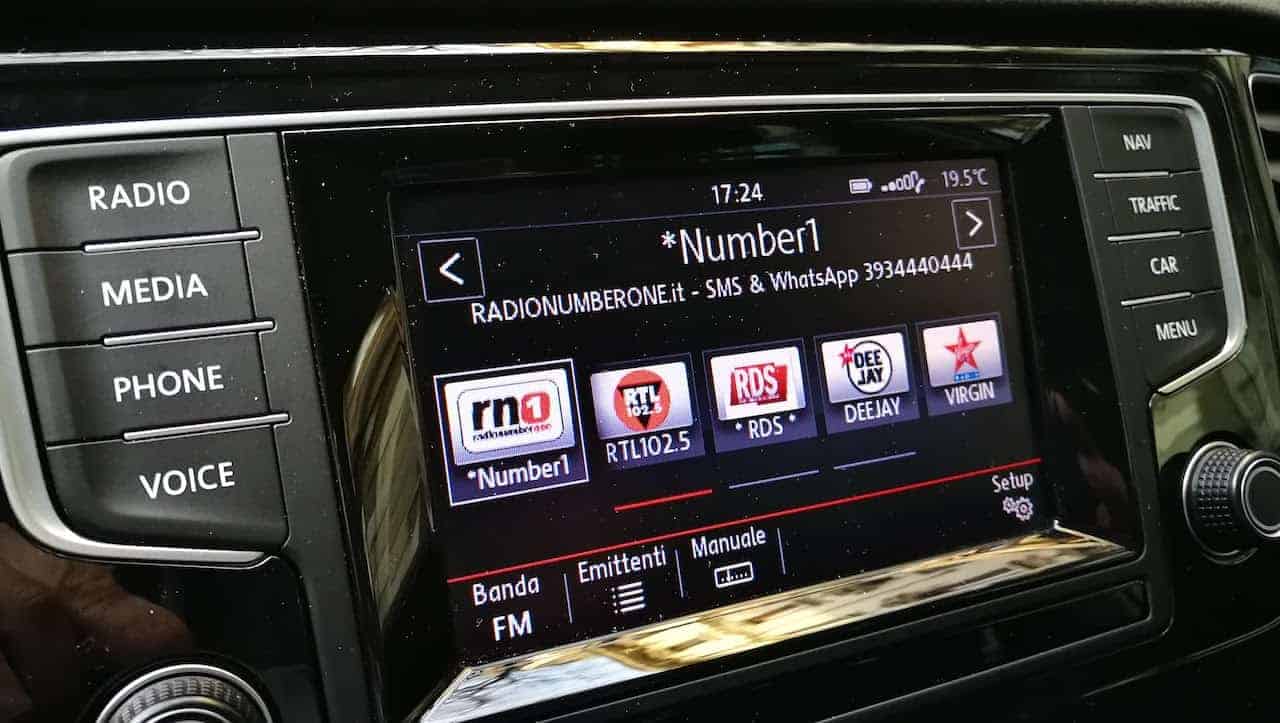 RADIO
MEDIA
PHONE
VOICE
17:24
19.5°C
<
*Number1
>
RADIONUMBERONE.it - SMS & WhatsApp 3934440444
rn1
radionumberone
*Number1
RTL
102.5
RTL102.5
RDS
* RDS *
DEE
JAY
DEEJAY
VIRGIN
Setup
Banda
FM
Emittenti
Manuale
NAV
TRAFFIC
CAR
MENU